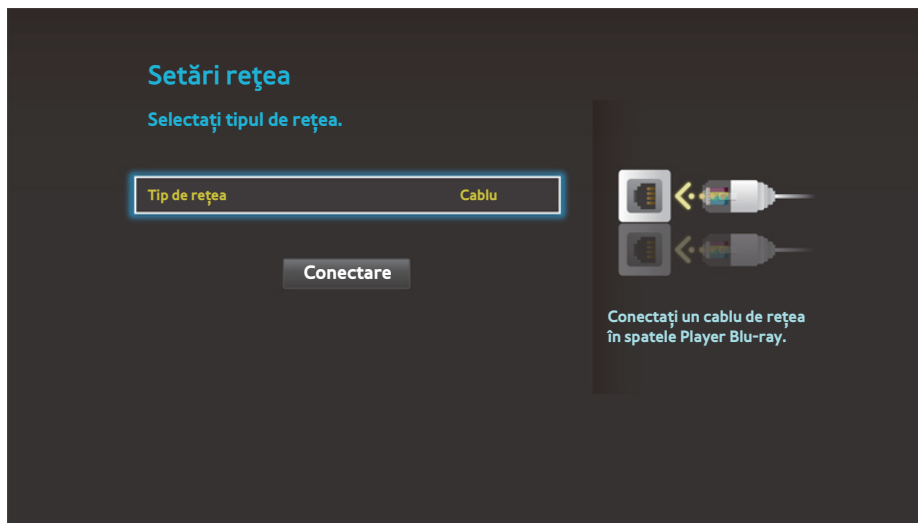 Setări reţea
Selectați tipul de rețea.
Tip de rețea Cablu
Conectare
Conectați un cablu de rețea
în spatele Player Blu-ray.